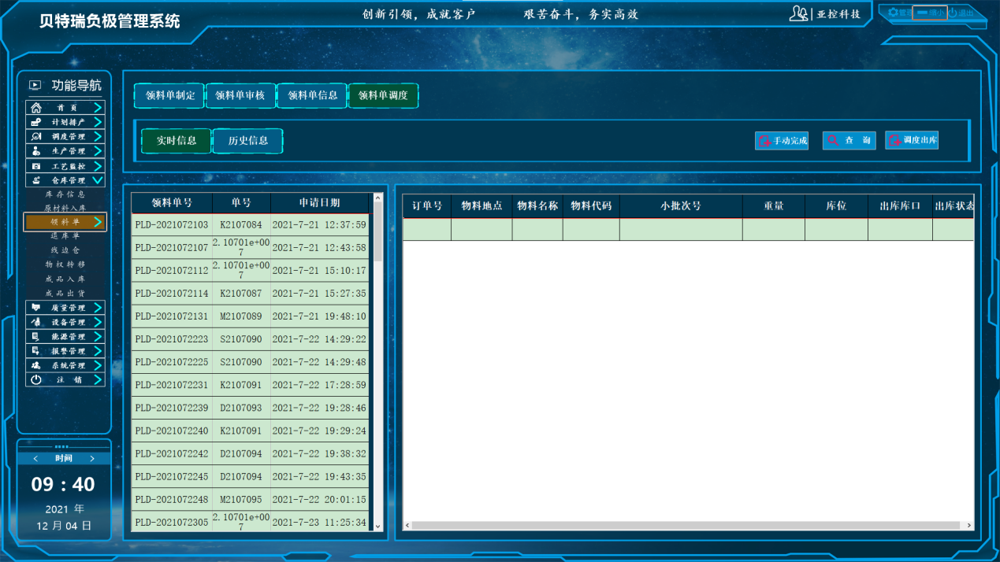 贝特瑞负极管理系统
创新引领，成就客户 艰苦奋斗，务实高效
亚控科技
管理 缩小 退出
功能导航
首 页
计划排产
调度管理
生产管理
工艺监控
仓库管理
库存信息
原材料入库
领料单
退库单
线边仓
物权转移
成品入库
成品出货
质量管理
设备管理
能源管理
报警管理
系统管理
注 销
时间
09 : 40
2021 年
12 月 04 日
领料单制定 领料单审核 领料单信息 领料单调度
实时信息 历史信息 手动完成 查 询 调度出库
领料单号 单号 申请日期
PLD-2021072103 K2107084 2021-7-21 12:37:59
PLD-2021072107 2.10701e+007 2021-7-21 12:43:58
PLD-2021072112 2.10701e+007 2021-7-21 15:10:17
PLD-2021072114 K2107087 2021-7-21 15:27:35
PLD-2021072131 M2107089 2021-7-21 19:48:10
PLD-2021072223 S2107090 2021-7-22 14:29:22
PLD-2021072225 S2107090 2021-7-22 14:29:48
PLD-2021072231 K2107091 2021-7-22 17:28:59
PLD-2021072239 D2107093 2021-7-22 19:28:46
PLD-2021072240 K2107091 2021-7-22 19:29:24
PLD-2021072242 D2107094 2021-7-22 19:38:32
PLD-2021072245 D2107094 2021-7-22 19:43:35
PLD-2021072248 M2107095 2021-7-22 20:01:15
PLD-2021072305 2.10701e+007 2021-7-23 11:25:34
订单号 物料地点 物料名称 物料代码 小批次号 重量 库位 出库库口 出库状态